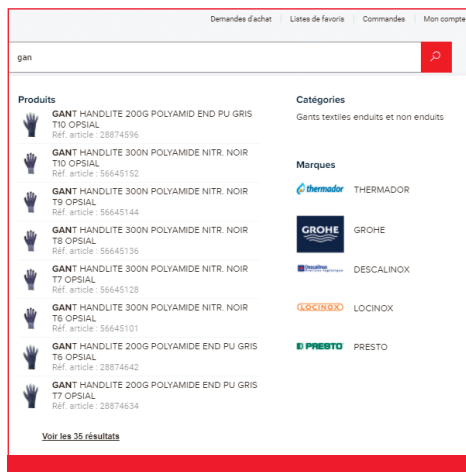 Demandes d'achat Listes de favoris Commandes Mon compte
gan
Produits
GANT HANDLITE 200G POLYAMID END PU GRIS
T10 OPSIAL
Réf. article : 28874596
GANT HANDLITE 300N POLYAMIDE NITR. NOIR
T10 OPSIAL
Réf. article : 56645152
GANT HANDLITE 300N POLYAMIDE NITR. NOIR
T9 OPSIAL
Réf. article : 56645144
GANT HANDLITE 300N POLYAMIDE NITR. NOIR
T8 OPSIAL
Réf. article : 56645136
GANT HANDLITE 300N POLYAMIDE NITR. NOIR
T7 OPSIAL
Réf. article : 56645128
GANT HANDLITE 300N POLYAMIDE NITR. NOIR
T6 OPSIAL
Réf. article : 56645101
GANT HANDLITE 200G POLYAMIDE END PU GRIS
T6 OPSIAL
Réf. article : 28874642
GANT HANDLITE 200G POLYAMIDE END PU GRIS
T7 OPSIAL
Réf. article : 28874634
Voir les 35 résultats
Catégories
Gants textiles enduits et non enduits
Marques
thermador THERMADOR
GROHE GROHE
Descalinox DESCALINOX
LOCINOX LOCINOX
PRESTO PRESTO